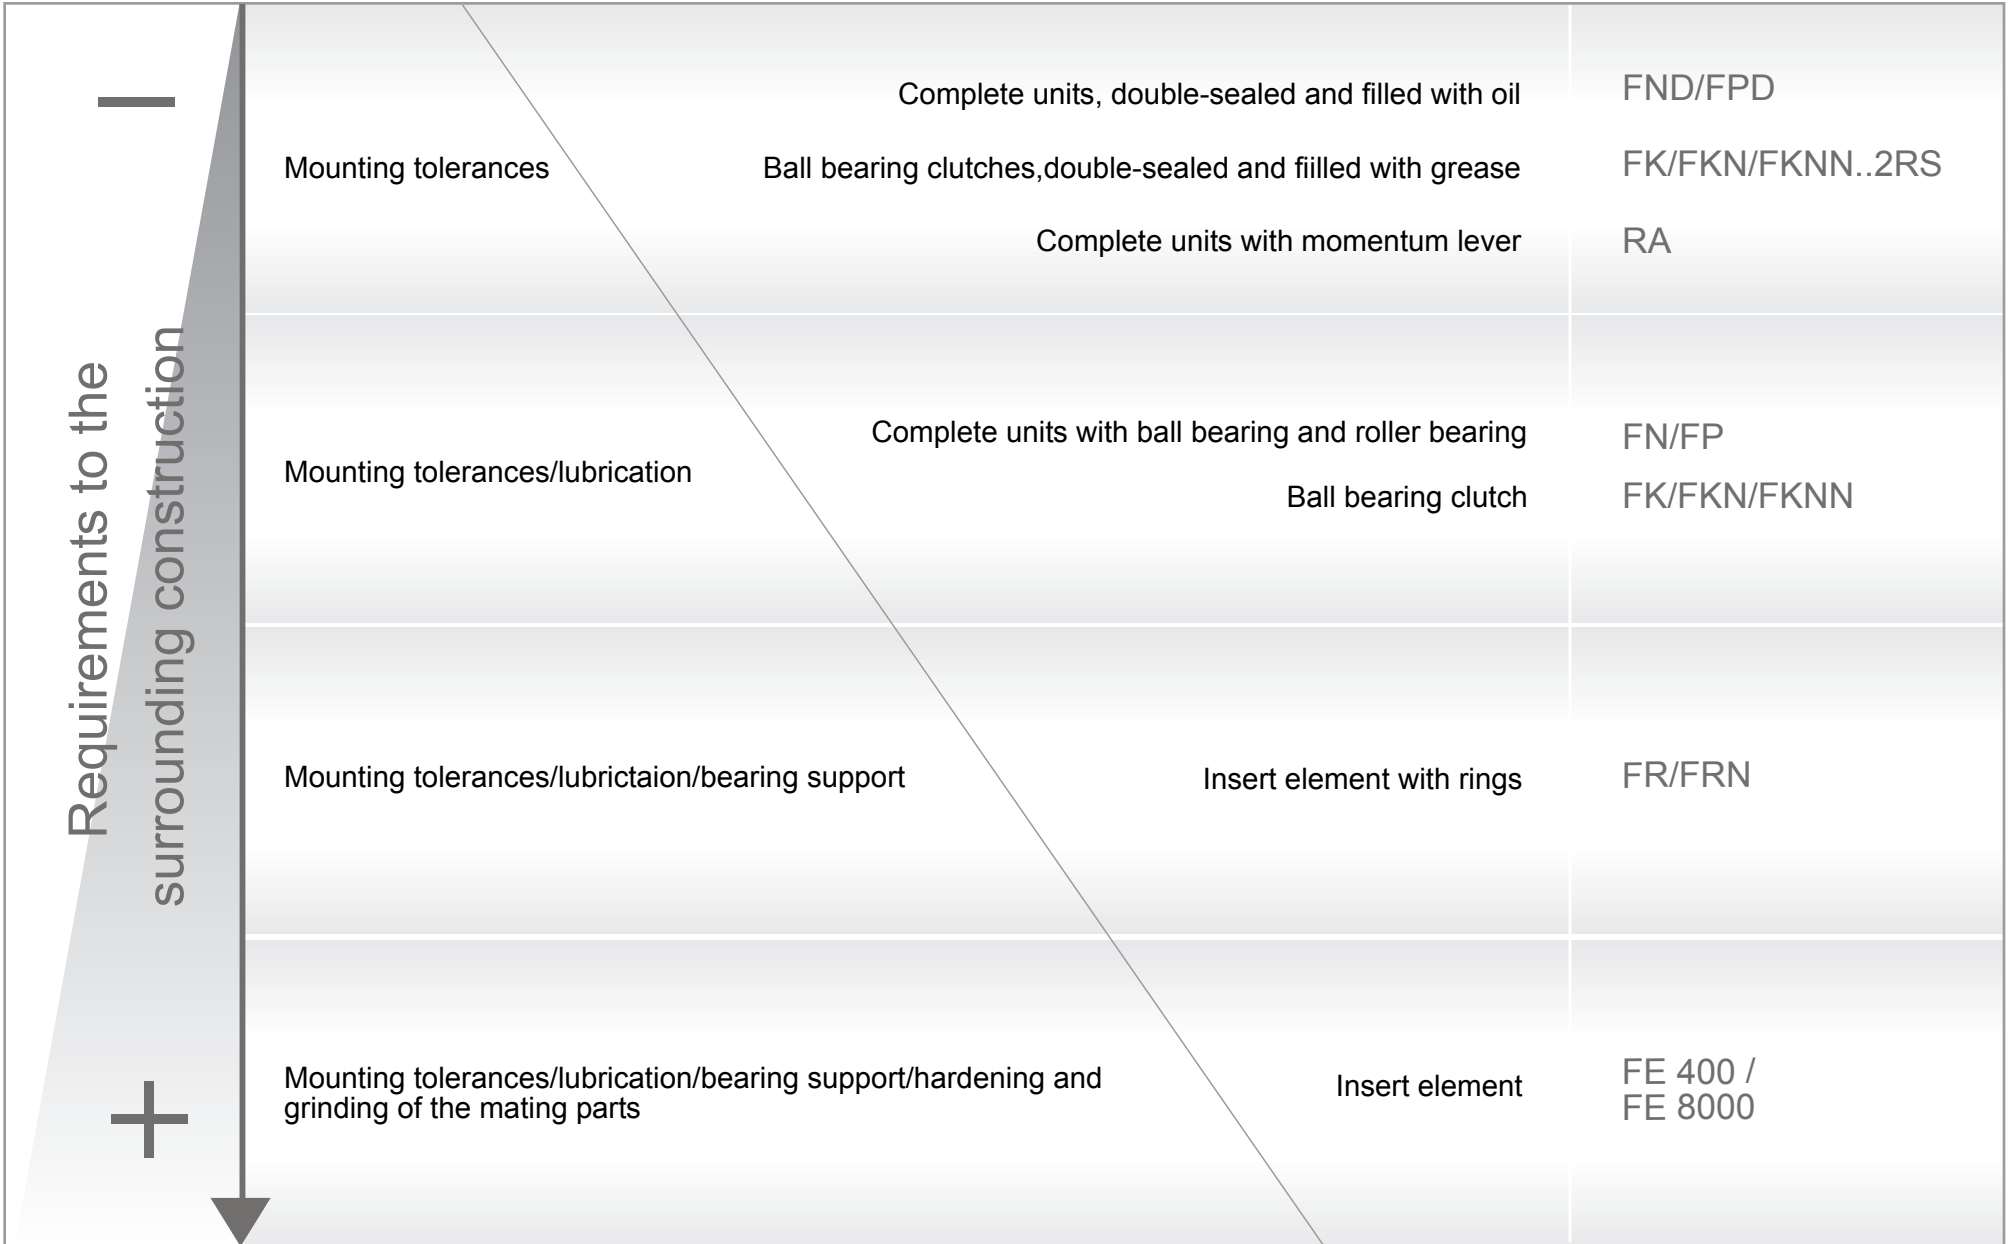 −
Requirements to the
surrounding construction
+
Mounting tolerances
Complete units, double-sealed and filled with oil
FND/FPD
Ball bearing clutches,double-sealed and fiilled with grease
FK/FKN/FKNN..2RS
Complete units with momentum lever
RA
Mounting tolerances/lubrication
Complete units with ball bearing and roller bearing
FN/FP
Ball bearing clutch
FK/FKN/FKNN
Mounting tolerances/lubrictaion/bearing support
Insert element with rings
FR/FRN
Mounting tolerances/lubrication/bearing support/hardening and
grinding of the mating parts
Insert element
FE 400 /
FE 8000